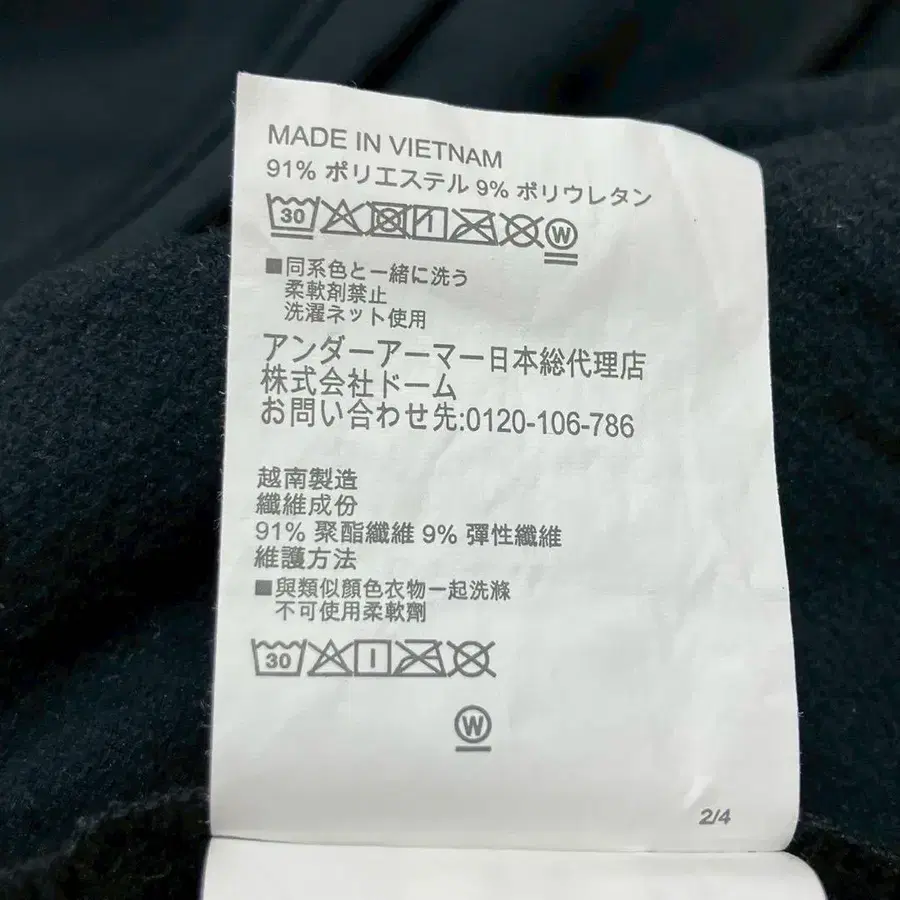 MADE IN VIETNAM
91% ポリエステル 9% ポリウレタン
30 W
■同系色と一緒に洗う
柔軟剤禁止
洗濯ネット使用
アンダーアーマー日本総代理店
株式会社ドーム
お問い合わせ先:0120-106-786
越南製造
纖維成份
91% 聚酯纖維 9% 彈性纖維
維護方法
■與類似顏色衣物一起洗滌
不可使用柔軟劑
30
W
2/4